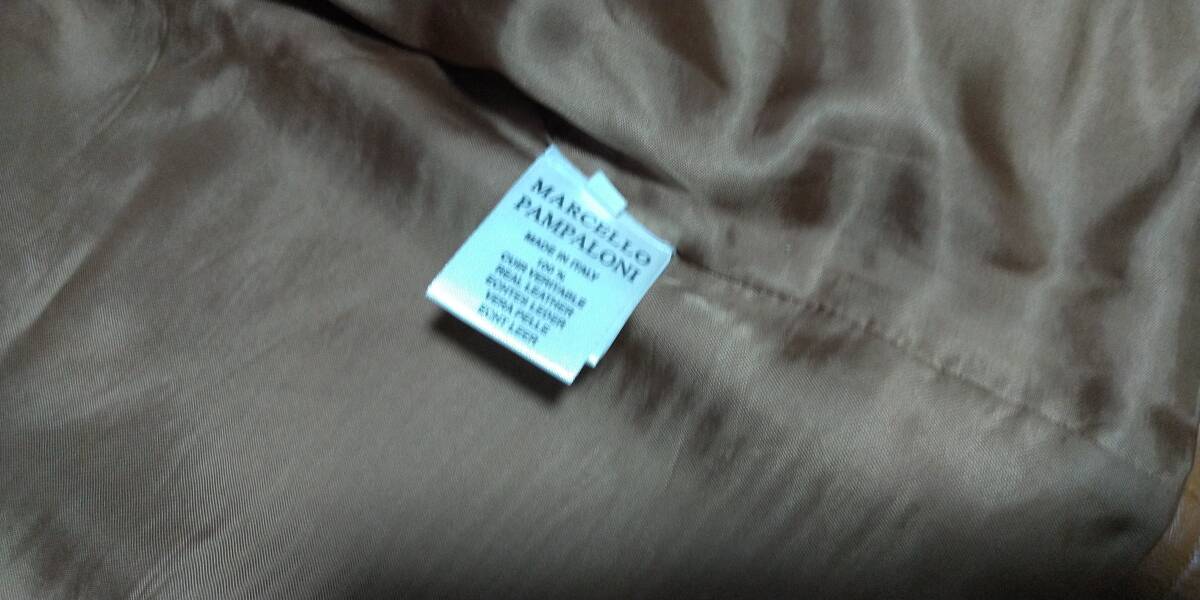 MARCELLO
PAMPALONI
MADE IN ITALY
100 %
CUIR VERITABLE
REAL LEATHER
ECHTES LEDER
VERA PELLE
ECHT LEER